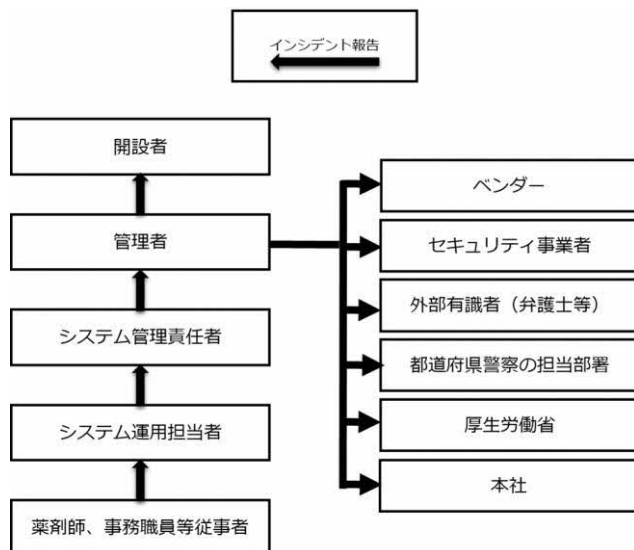 インシデント報告
開設者
管理者
システム管理責任者
システム運用担当者
薬剤師、事務職員等従事者
ベンダー
セキュリティ事業者
外部有識者（弁護士等）
都道府県警察の担当部署
厚生労働省
本社